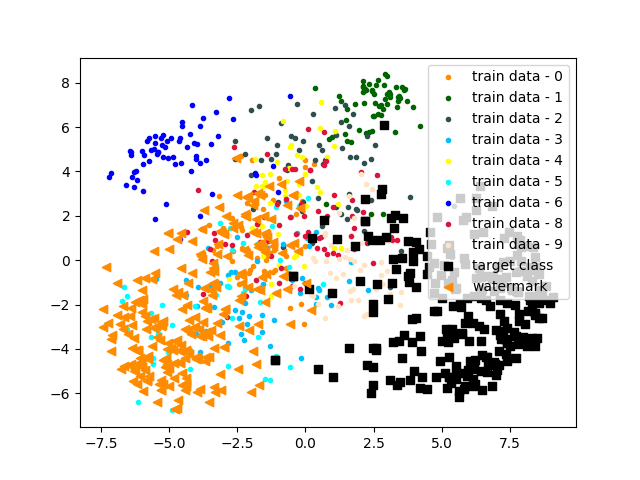 train data - 0
train data - 1
train data - 2
train data - 3
train data - 4
train data - 5
train data - 6
train data - 8
train data - 9
target class
watermark
8
6
4
2
0
−2
−4
−6
−7.5 −5.0 −2.5 0.0 2.5 5.0 7.5